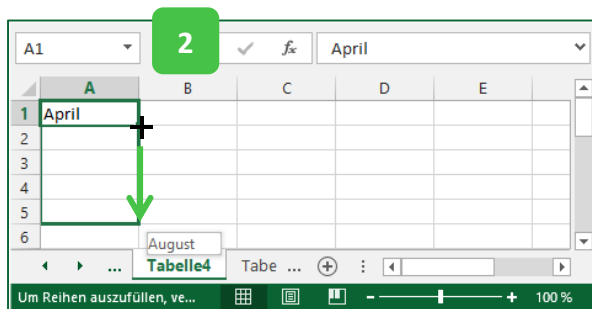 A1 2 fx April
A B C D E
1 April
2
3
4
5
6
August
... Tabelle4 Tabe ...
Um Reihen auszufüllen, ve... 100 %